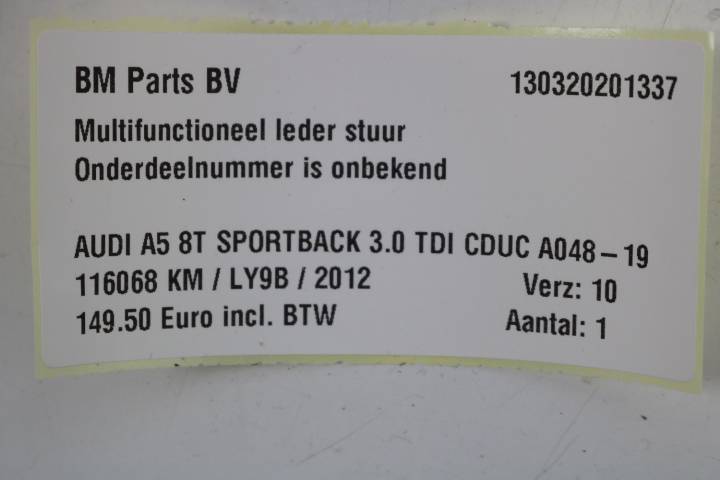 BM Parts BV 130320201337
Multifunctioneel leder stuur
Onderdeelnummer is onbekend
AUDI A5 8T SPORTBACK 3.0 TDI CDUC A048-19
116068 KM / LY9B / 2012 Verz: 10
149.50 Euro incl. BTW Aantal: 1